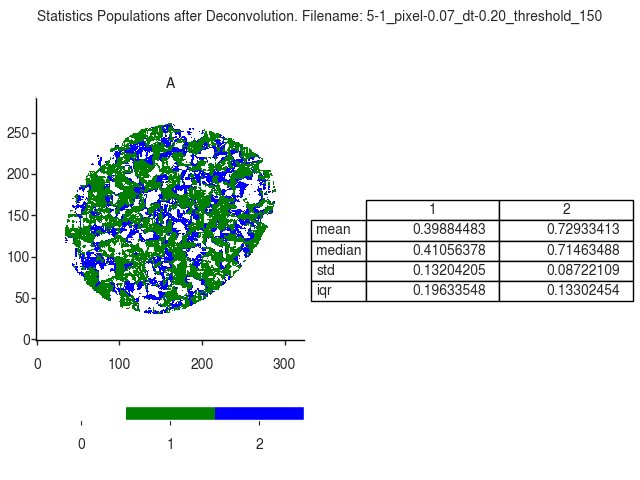 Statistics Populations after Deconvolution. Filename: 5-1_pixel-0.07_dt-0.20_threshold_150
A
250
200
150
100
50
0
0 100 200 300
1 2
mean 0.39884483 0.72933413
median 0.41056378 0.71463488
std 0.13204205 0.08722109
iqr 0.19633548 0.13302454
0 1 2